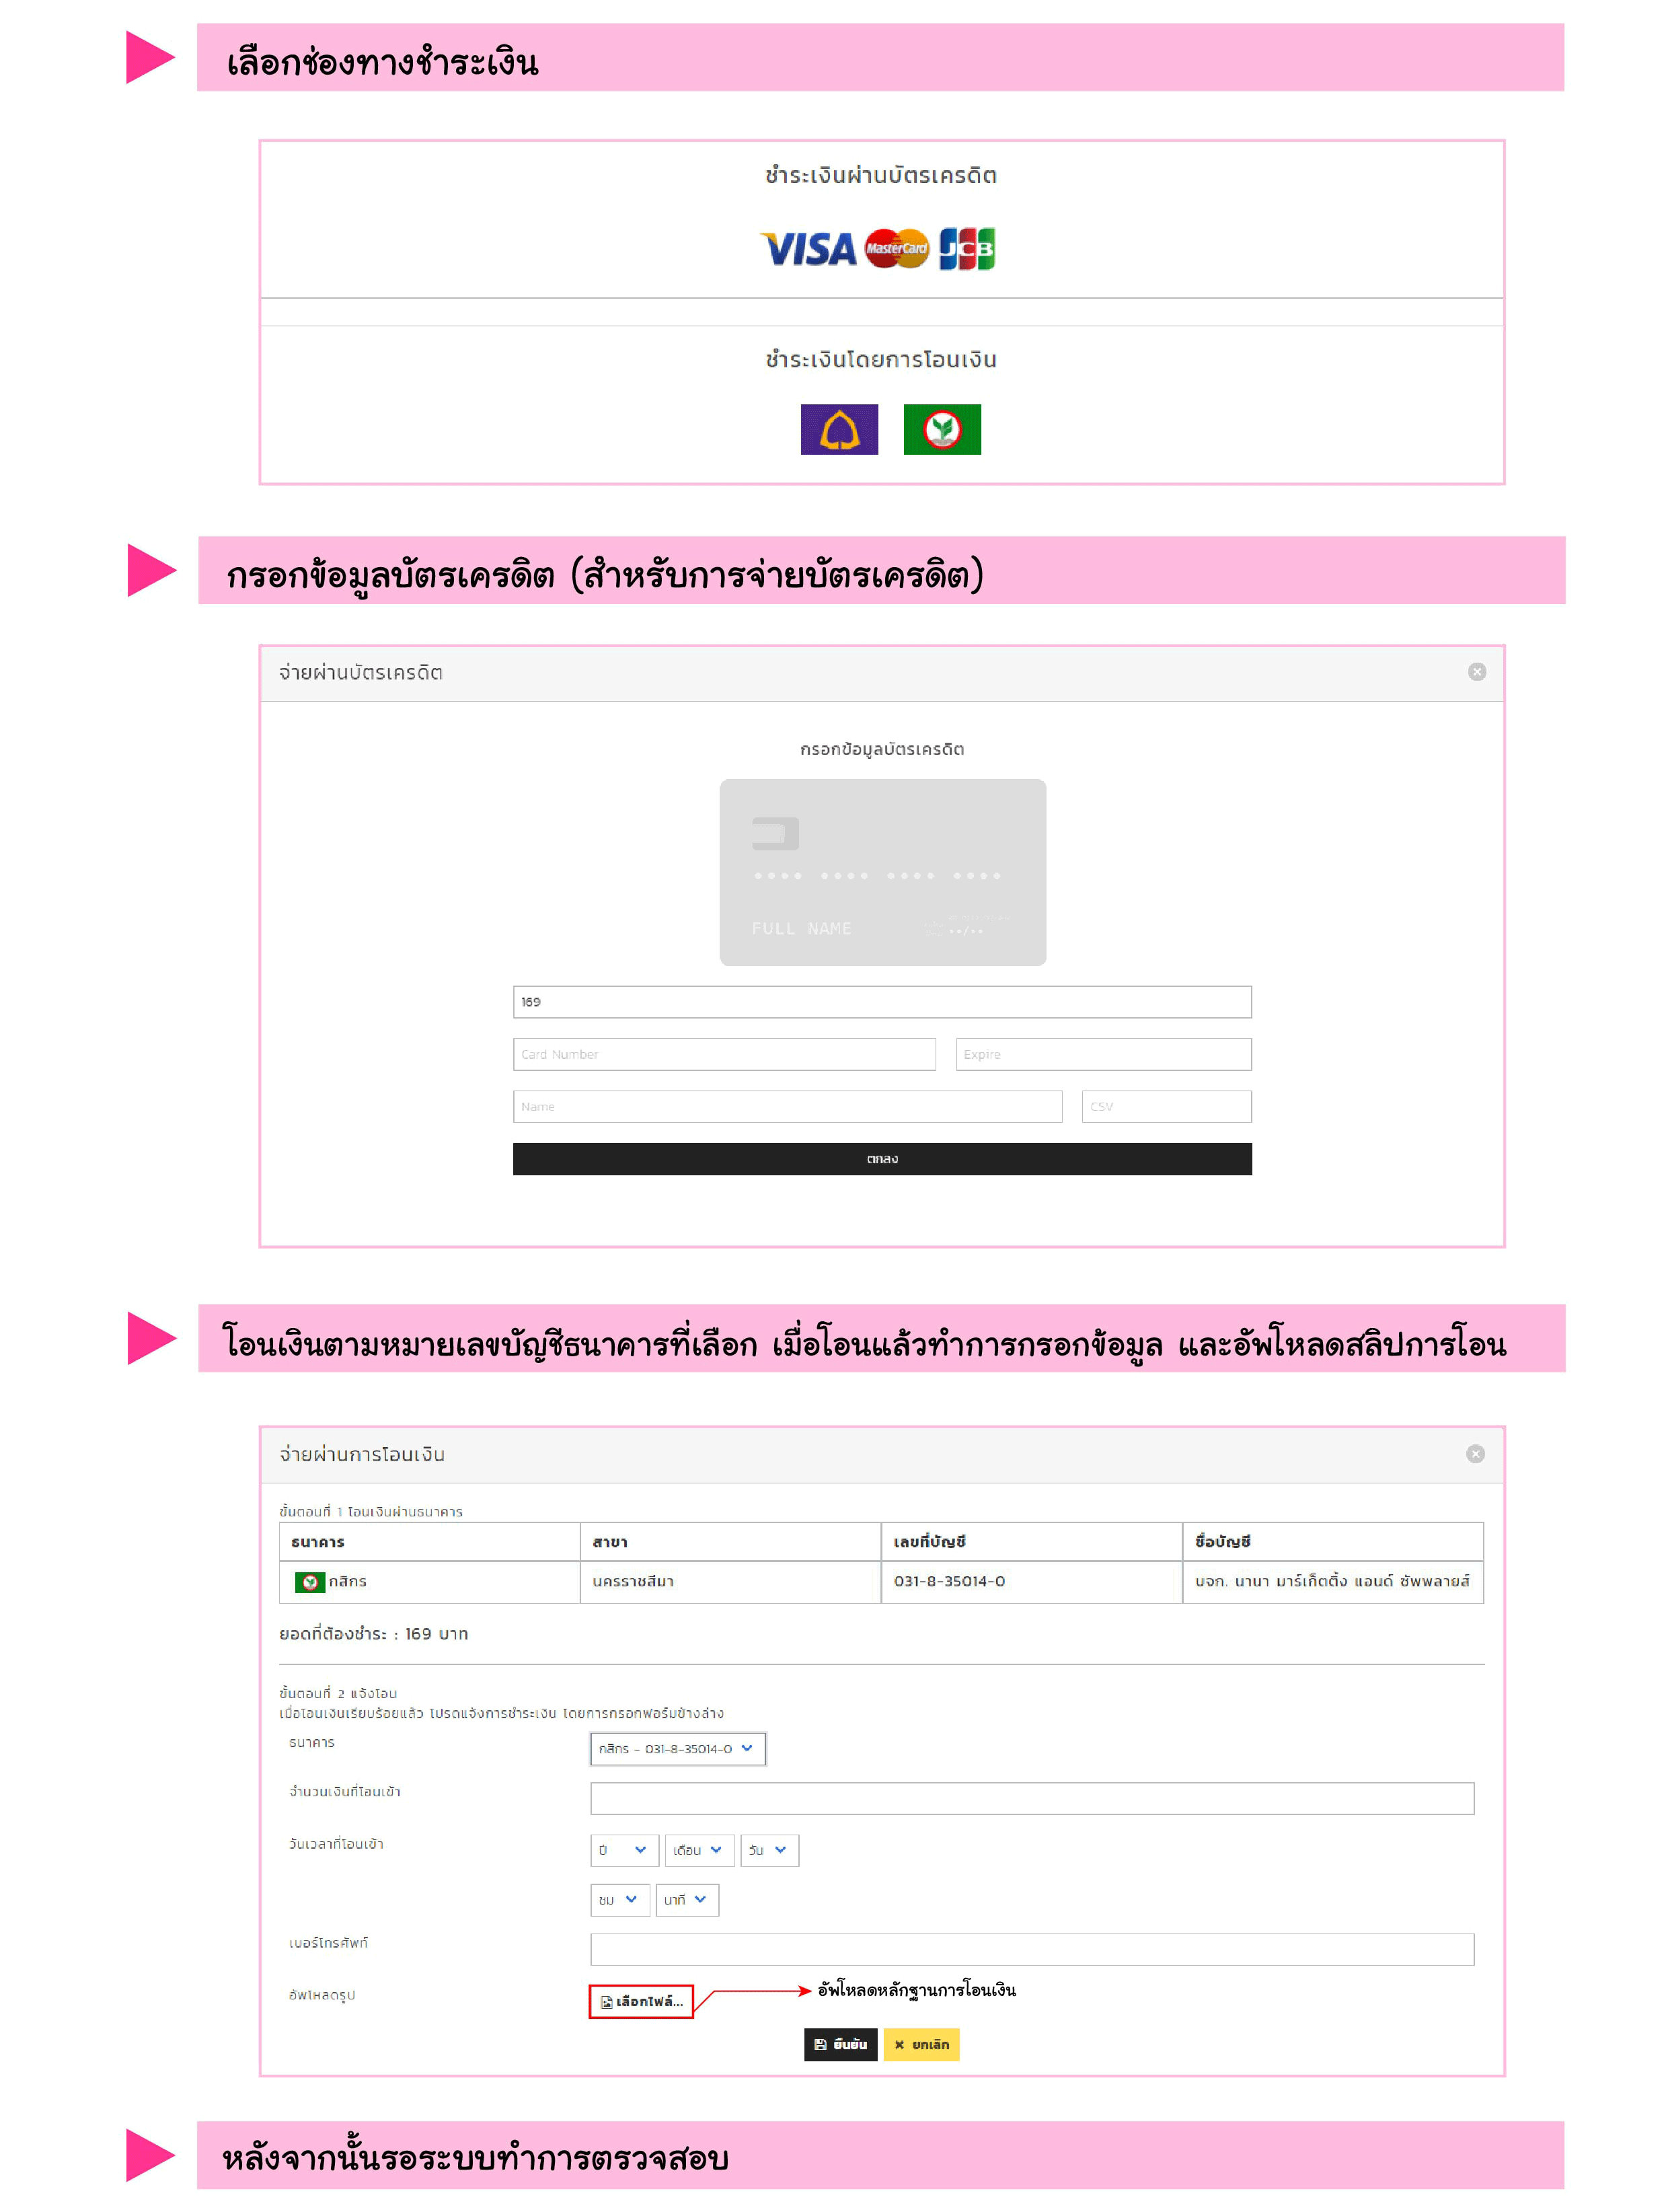 เลือกช่องทางชำระเงิน
ชำระเงินผ่านบัตรเครดิต
VISA MasterCard JCB
ชำระเงินโดยการโอนเงิน
กรอกข้อมูลบัตรเครดิต (สำหรับการจ่ายบัตรเครดิต)
จ่ายผ่านบัตรเครดิต
กรอกข้อมูลบัตรเครดิต
•••• •••• •••• ••••
FULL NAME ••/••
169
Card Number Expire
Name CSV
ตกลง
โอนเงินตามหมายเลขบัญชีธนาคารที่เลือก เมื่อโอนแล้วทำการกรอกข้อมูล และอัพโหลดสลิปการโอน
จ่ายผ่านการโอนเงิน
ขั้นตอนที่ 1 โอนเงินผ่านธนาคาร
ธนาคาร สาขา เลขที่บัญชี ชื่อบัญชี
กสิกร นครราชสีมา 031-8-35014-0 บจก. นานา มาร์เก็ตติ้ง แอนด์ ซัพพลายส์
ยอดที่ต้องชำระ : 169 บาท
ขั้นตอนที่ 2 แจ้งโอน
เมื่อโอนเงินเรียบร้อยแล้ว โปรดแจ้งการชำระเงิน โดยการกรอกฟอร์มข้างล่าง
ธนาคาร กสิกร - 031-8-35014-0
จำนวนเงินที่โอนเข้า
วันเวลาที่โอนเข้า ปี เดือน วัน
ชม นาที
เบอร์โทรศัพท์
อัพโหลดรูป เลือกไฟล์... อัพโหลดหลักฐานการโอนเงิน
ยืนยัน ยกเลิก
หลังจากนั้นรอระบบทำการตรวจสอบ